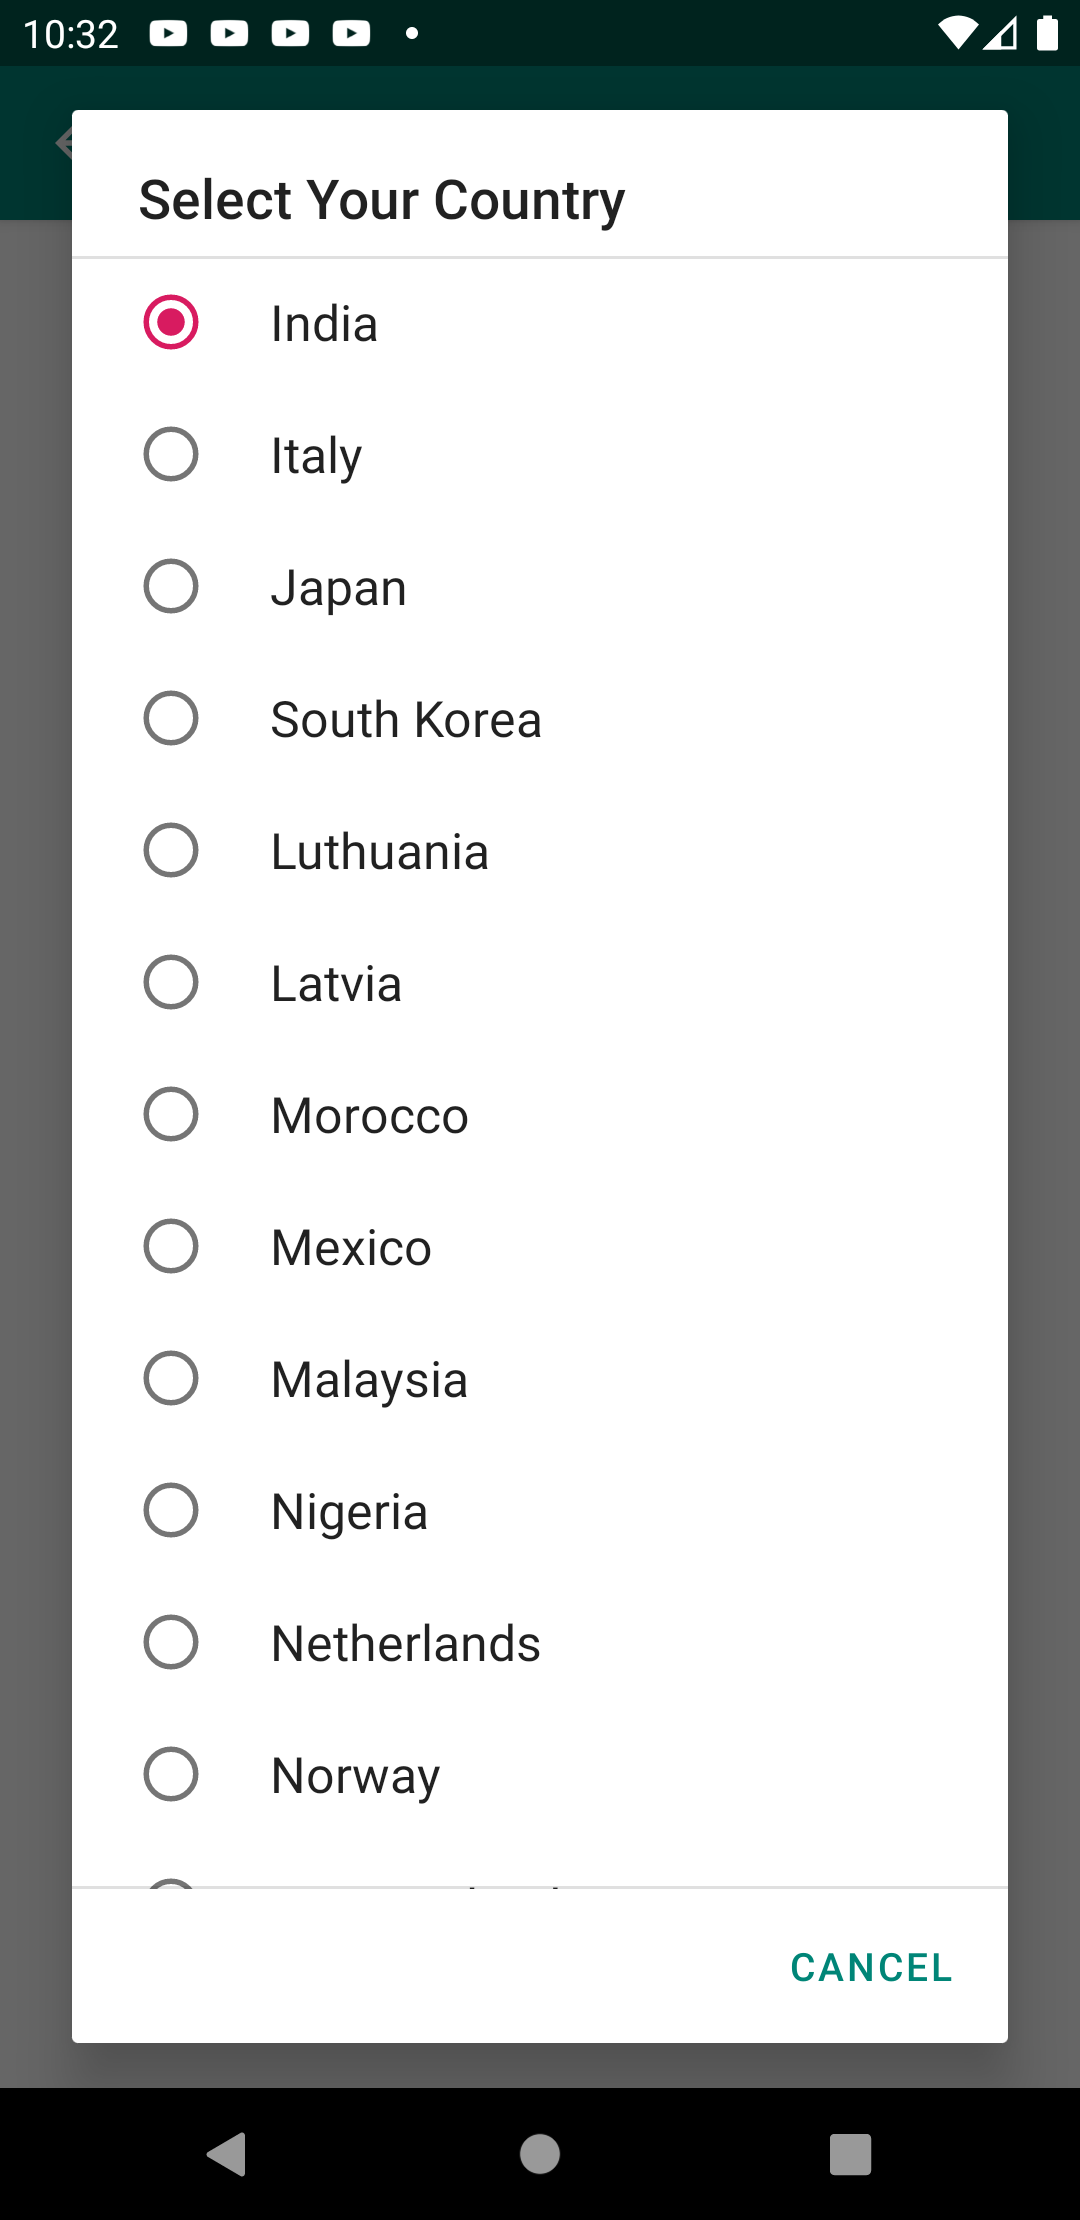 10:32
Select Your Country
India
Italy
Japan
South Korea
Luthuania
Latvia
Morocco
Mexico
Malaysia
Nigeria
Netherlands
Norway
CANCEL